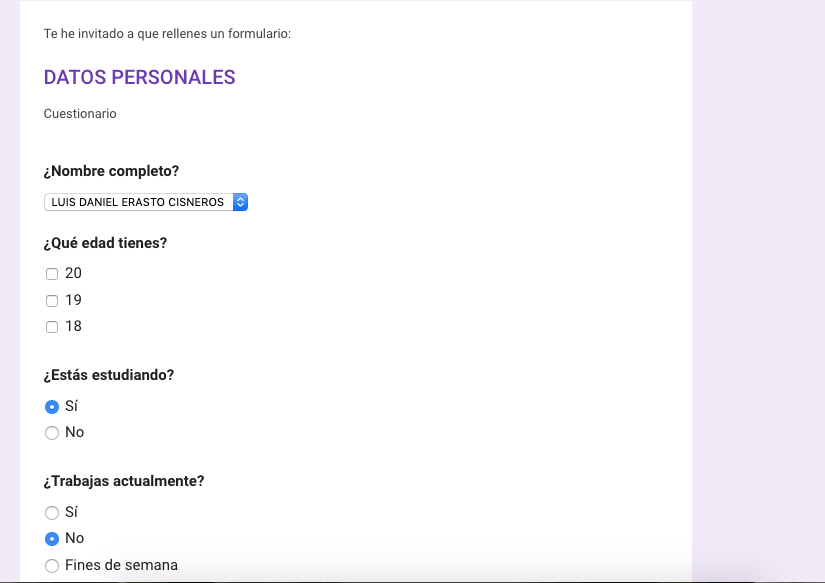 Te he invitado a que rellenes un formulario:
DATOS PERSONALES
Cuestionario
¿Nombre completo?
LUIS DANIEL ERASTO CISNEROS
¿Qué edad tienes?
20
19
18
¿Estás estudiando?
Sí
No
¿Trabajas actualmente?
Sí
No
Fines de semana